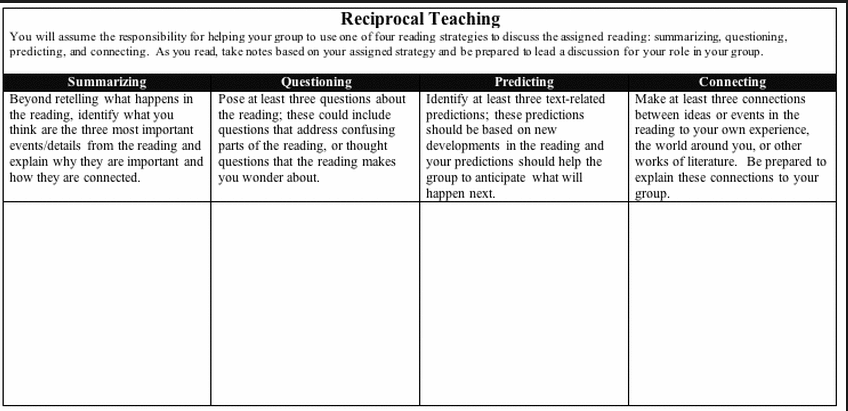 Reciprocal Teaching
You will assume the responsibility for helping your group to use one of four reading strategies to discuss the assigned reading: summarizing, questioning,
predicting, and connecting. As you read, take notes based on your assigned strategy and be prepared to lead a discussion for your role in your group.
Summarizing
Beyond retelling what happens in
the reading, identify what you
think are the three most important
events/details from the reading and
explain why they are important and
how they are connected.
Questioning
Pose at least three questions about
the reading; these could include
questions that address confusing
parts of the reading, or thought
questions that the reading makes
you wonder about.
Predicting
Identify at least three text-related
predictions; these predictions
should be based on new
developments in the reading and
your predictions should help the
group to anticipate what will
happen next.
Connecting
Make at least three connections
between ideas or events in the
reading to your own experience,
the world around you, or other
works of literature. Be prepared to
explain these connections to your
group.